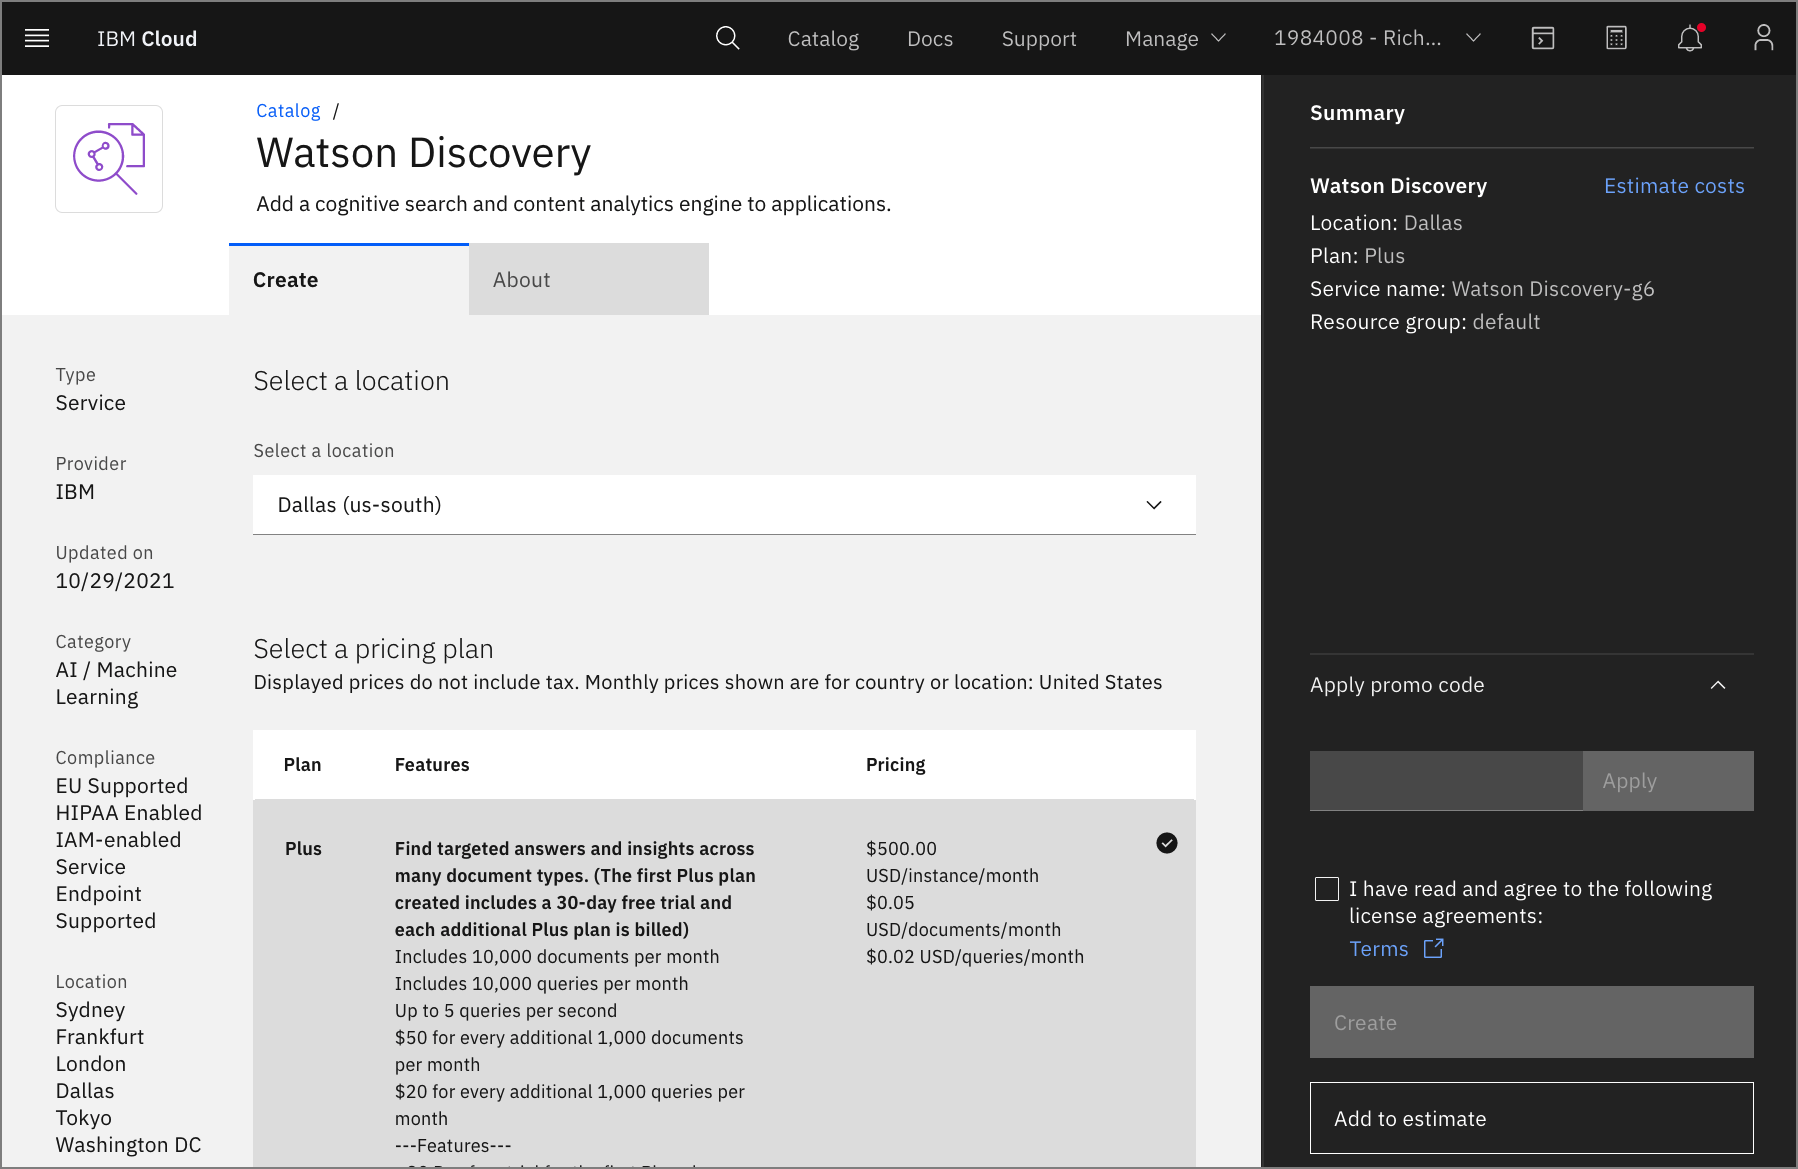 IBM Cloud
Catalog
Docs
Support
Manage
1984008 - Rich...
Catalog /
Watson Discovery
Add a cognitive search and content analytics engine to applications.
Create
About
Type
Service
Provider
IBM
Updated on
10/29/2021
Category
AI / Machine
Learning
Compliance
EU Supported
HIPAA Enabled
IAM-enabled
Service
Endpoint
Supported
Location
Sydney
Frankfurt
London
Dallas
Tokyo
Washington DC
Select a location
Select a location
Dallas (us-south)
Select a pricing plan
Displayed prices do not include tax. Monthly prices shown are for country or location: United States
Plan
Features
Pricing
Plus
Find targeted answers and insights across
many document types. (The first Plus plan
created includes a 30-day free trial and
each additional Plus plan is billed)
Includes 10,000 documents per month
Includes 10,000 queries per month
Up to 5 queries per second
$50 for every additional 1,000 documents
per month
$20 for every additional 1,000 queries per
month
---Features---
$500.00
USD/instance/month
$0.05
USD/documents/month
$0.02 USD/queries/month
Summary
Watson Discovery
Estimate costs
Location: Dallas
Plan: Plus
Service name: Watson Discovery-g6
Resource group: default
Apply promo code
Apply
I have read and agree to the following
license agreements:
Terms
Create
Add to estimate